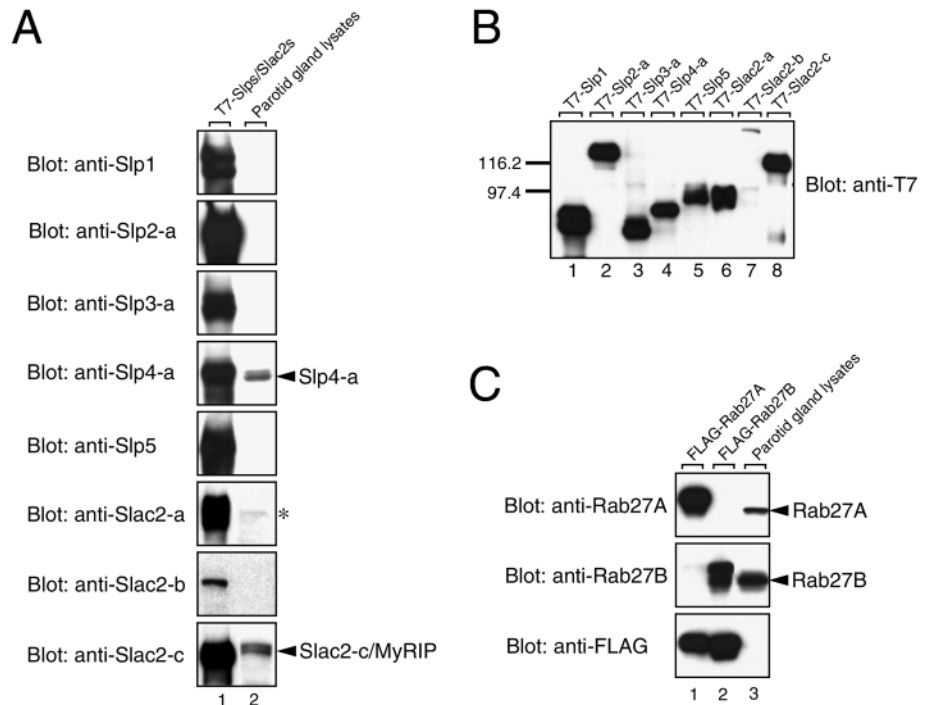 A
T7-Slps/Slac2s
Parotid gland lysates
Blot: anti-Slp1
Blot: anti-Slp2-a
Blot: anti-Slp3-a
Blot: anti-Slp4-a
Slp4-a
Blot: anti-Slp5
Blot: anti-Slac2-a
*
Blot: anti-Slac2-b
Blot: anti-Slac2-c
Slac2-c/MyRIP
1 2
B
T7-Slp1
T7-Slp2-a
T7-Slp3-a
T7-Slp4-a
T7-Slp5
T7-Slac2-a
T7-Slac2-b
T7-Slac2-c
116.2
97.4
Blot: anti-T7
1 2 3 4 5 6 7 8
C
FLAG-Rab27A
FLAG-Rab27B
Parotid gland lysates
Blot: anti-Rab27A
Rab27A
Blot: anti-Rab27B
Rab27B
Blot: anti-FLAG
1 2 3